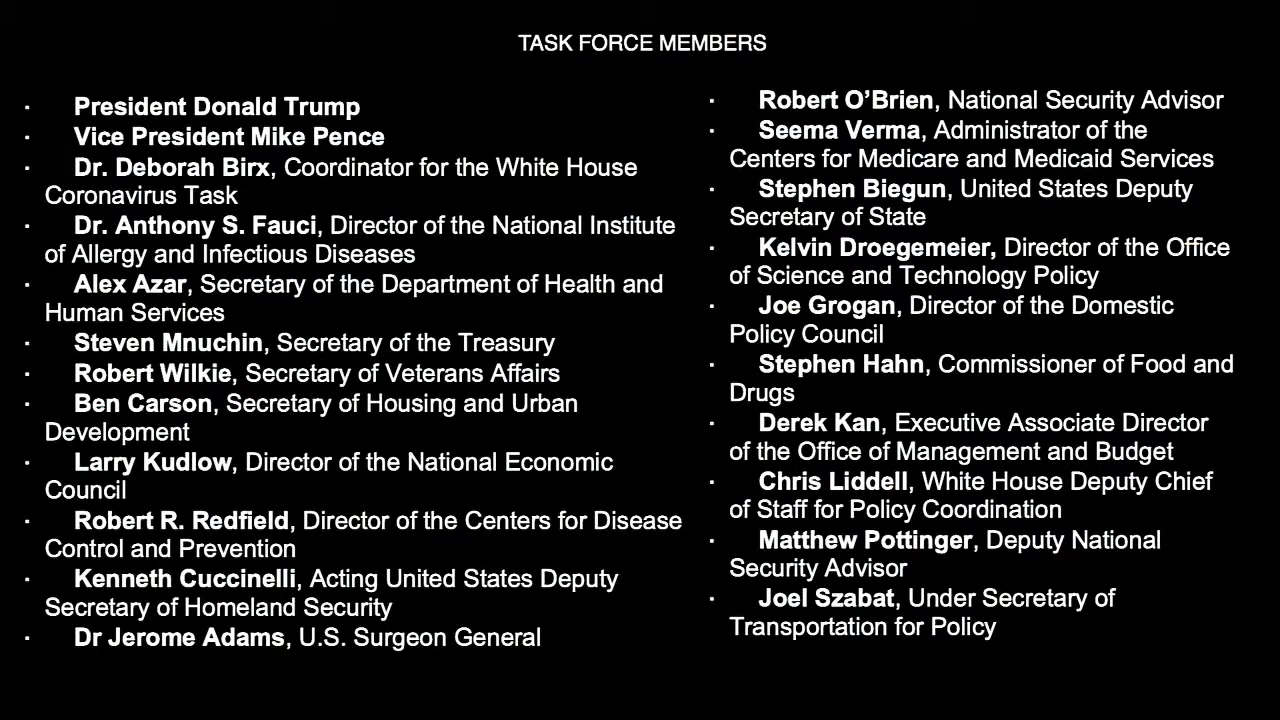 TASK FORCE MEMBERS
· President Donald Trump
· Vice President Mike Pence
· Dr. Deborah Birx, Coordinator for the White House
Coronavirus Task
· Dr. Anthony S. Fauci, Director of the National Institute
of Allergy and Infectious Diseases
· Alex Azar, Secretary of the Department of Health and
Human Services
· Steven Mnuchin, Secretary of the Treasury
· Robert Wilkie, Secretary of Veterans Affairs
· Ben Carson, Secretary of Housing and Urban
Development
· Larry Kudlow, Director of the National Economic
Council
· Robert R. Redfield, Director of the Centers for Disease
Control and Prevention
· Kenneth Cuccinelli, Acting United States Deputy
Secretary of Homeland Security
· Dr Jerome Adams, U.S. Surgeon General
· Robert O’Brien, National Security Advisor
· Seema Verma, Administrator of the
Centers for Medicare and Medicaid Services
· Stephen Biegun, United States Deputy
Secretary of State
· Kelvin Droegemeier, Director of the Office
of Science and Technology Policy
· Joe Grogan, Director of the Domestic
Policy Council
· Stephen Hahn, Commissioner of Food and
Drugs
· Derek Kan, Executive Associate Director
of the Office of Management and Budget
· Chris Liddell, White House Deputy Chief
of Staff for Policy Coordination
· Matthew Pottinger, Deputy National
Security Advisor
· Joel Szabat, Under Secretary of
Transportation for Policy